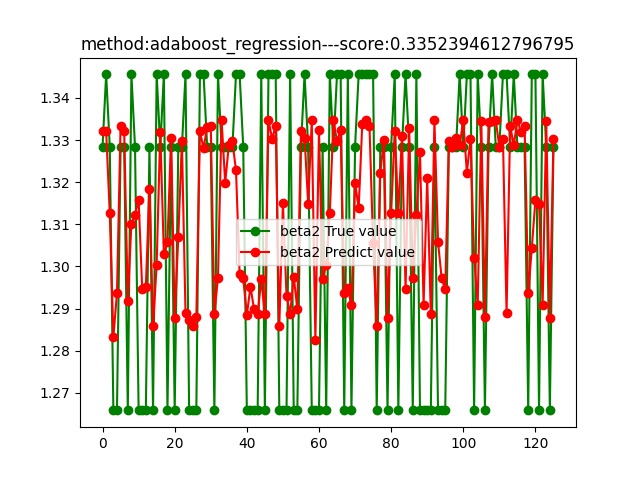 method:adaboost_regression---score:0.3352394612796795
1.34
1.33
1.32
1.31
1.30
1.29
1.28
1.27
beta2 True value
beta2 Predict value
0 20 40 60 80 100 120